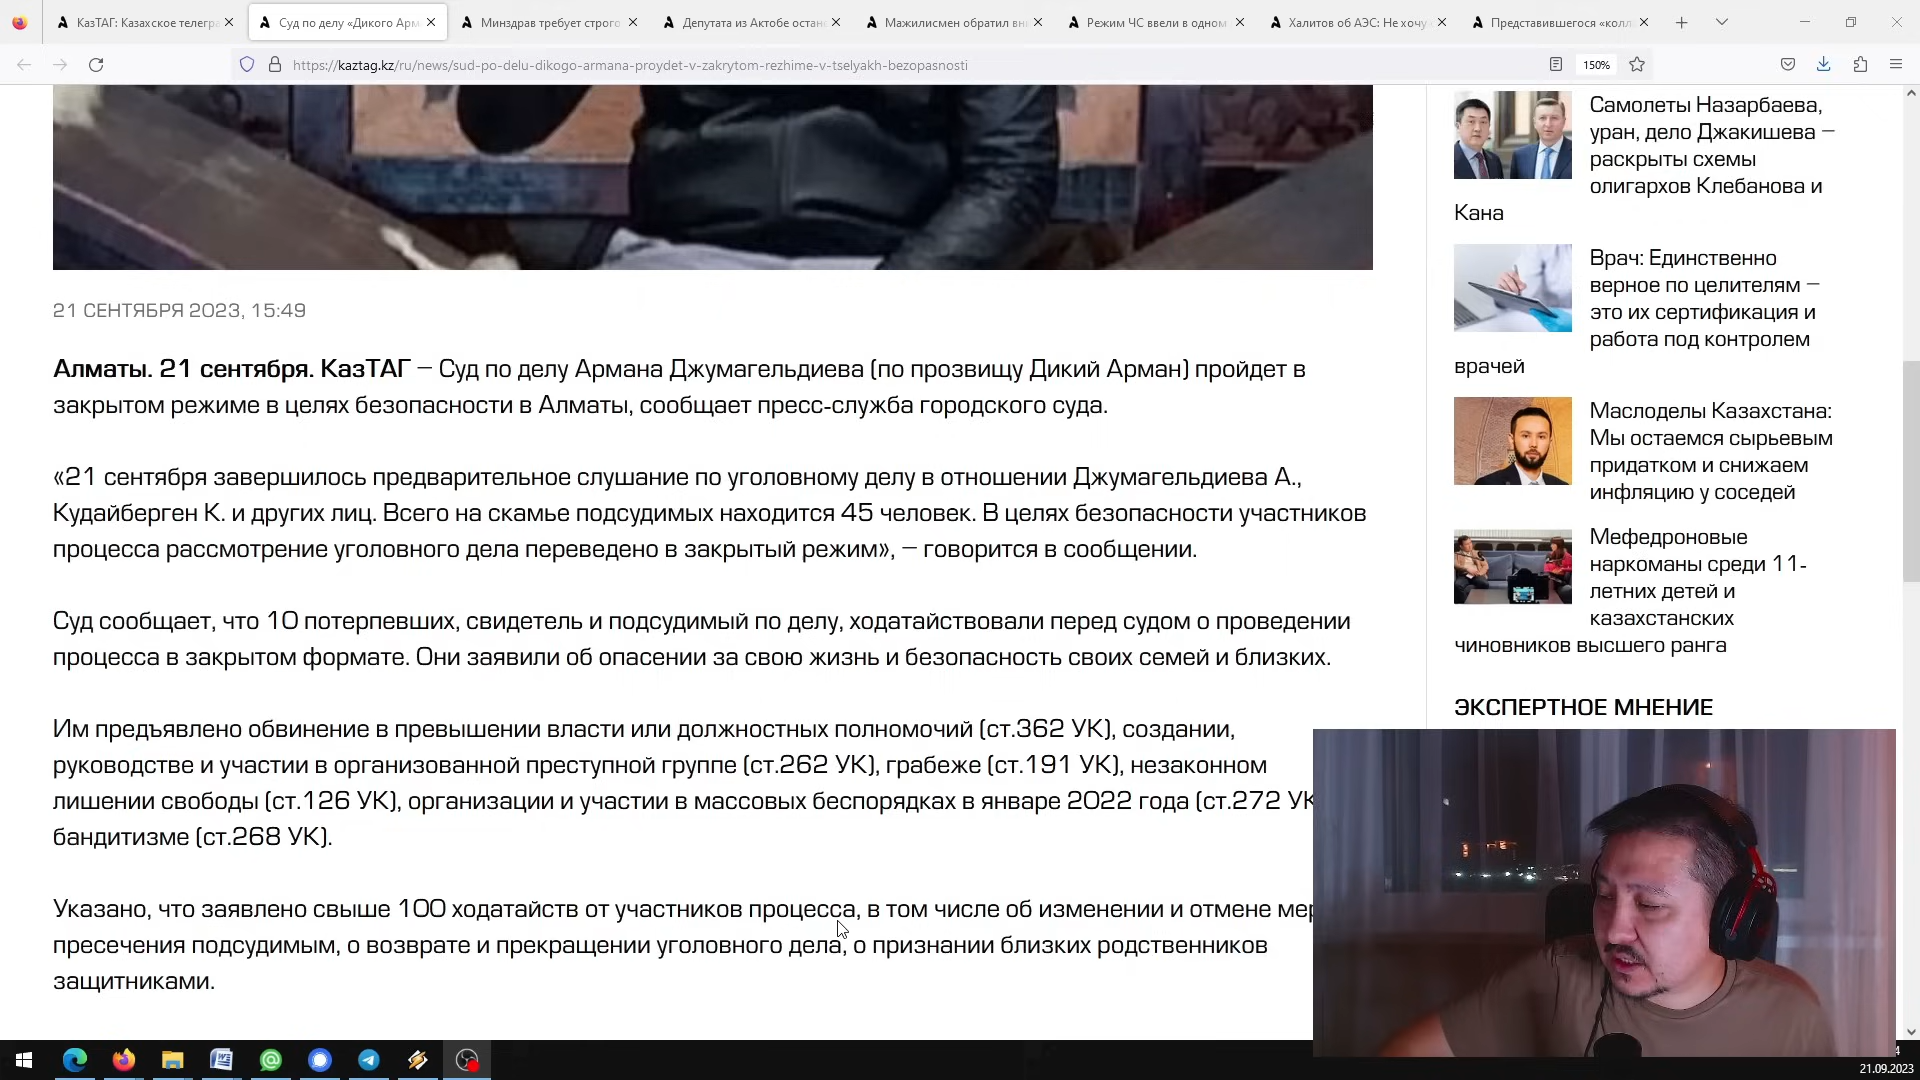 КазТАГ: Казахское телегра
Суд по делу «Дикого Арм
Минздрав требует строго
Депутата из Актобе остан
Мажилисмен обратил вн
Режим ЧС ввели в одном
Халитов об АЭС: Не хочу
Представившегося «колл
https://kaztag.kz/ru/news/sud-po-delu-dikogo-armana-proydet-v-zakrytom-rezhime-v-tselyakh-bezopasnosti
150%
21 СЕНТЯБРЯ 2023, 15:49
Алматы. 21 сентября. КазТАГ – Суд по делу Армана Джумагельдиева (по прозвищу Дикий Арман) пройдет в
закрытом режиме в целях безопасности в Алматы, сообщает пресс-служба городского суда.
«21 сентября завершилось предварительное слушание по уголовному делу в отношении Джумагельдиева А.,
Кудайберген К. и других лиц. Всего на скамье подсудимых находится 45 человек. В целях безопасности участников
процесса рассмотрение уголовного дела переведено в закрытый режим», – говорится в сообщении.
Суд сообщает, что 10 потерпевших, свидетель и подсудимый по делу, ходатайствовали перед судом о проведении
процесса в закрытом формате. Они заявили об опасении за свою жизнь и безопасность своих семей и близких.
Им предъявлено обвинение в превышении власти или должностных полномочий (ст.362 УК), создании,
руководстве и участии в организованной преступной группе (ст.262 УК), грабеже (ст.191 УК), незаконном
лишении свободы (ст.126 УК), организации и участии в массовых беспорядках в январе 2022 года (ст.272 УК
бандитизме (ст.268 УК).
Указано, что заявлено свыше 100 ходатайств от участников процесса, в том числе об изменении и отмене мер
пресечения подсудимым, о возврате и прекращении уголовного дела, о признании близких родственников
защитниками.
Самолеты Назарбаева,
уран, дело Джакишева –
раскрыты схемы
олигархов Клебанова и
Кана
Врач: Единственно
верное по целителям –
это их сертификация и
работа под контролем
врачей
Маслоделы Казахстана:
Мы остаемся сырьевым
придатком и снижаем
инфляцию у соседей
Мефедроновые
наркоманы среди 11-
летних детей и
казахстанских
чиновников высшего ранга
ЭКСПЕРТНОЕ МНЕНИЕ
21.09.2023